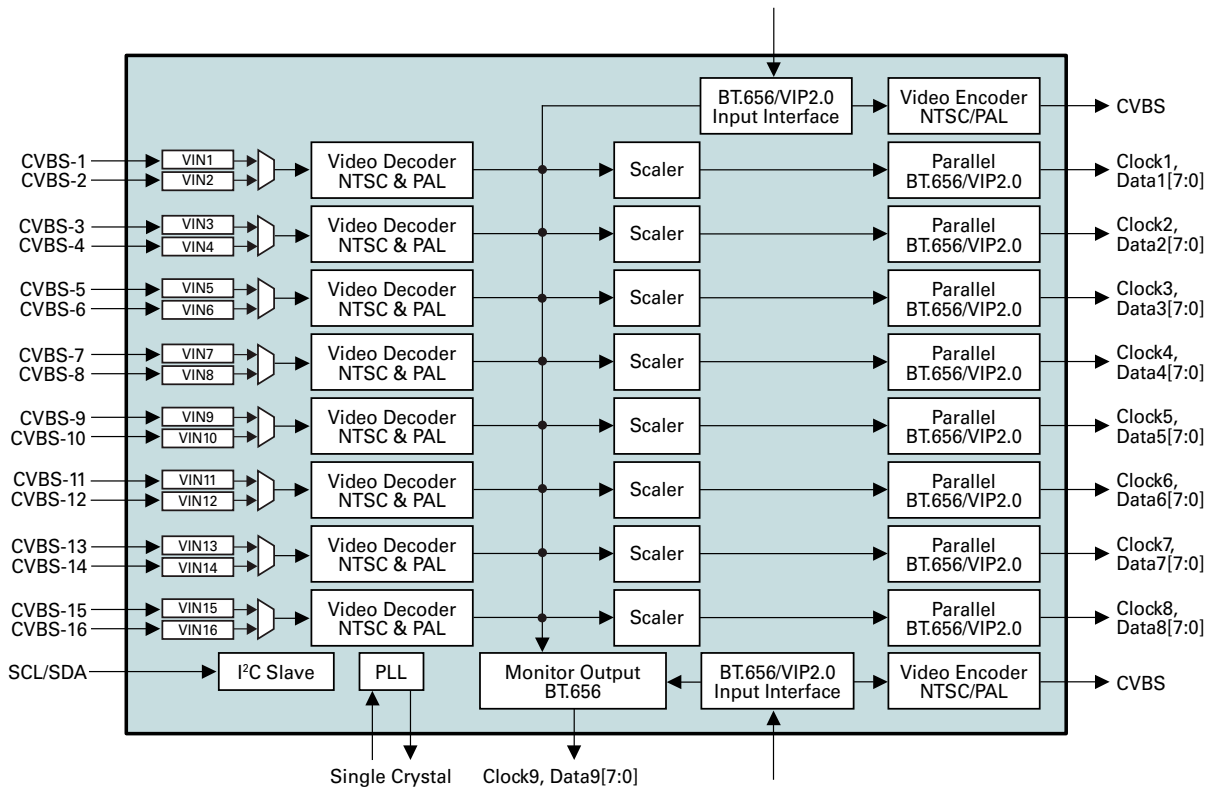 BT.656/VIP2.0
Input Interface
Video Encoder
NTSC/PAL
CVBS
CVBS-1
CVBS-2
VIN1
VIN2
Video Decoder
NTSC & PAL
Scaler
Parallel
BT.656/VIP2.0
Clock1,
Data1[7:0]
CVBS-3
CVBS-4
VIN3
VIN4
Video Decoder
NTSC & PAL
Scaler
Parallel
BT.656/VIP2.0
Clock2,
Data2[7:0]
CVBS-5
CVBS-6
VIN5
VIN6
Video Decoder
NTSC & PAL
Scaler
Parallel
BT.656/VIP2.0
Clock3,
Data3[7:0]
CVBS-7
CVBS-8
VIN7
VIN8
Video Decoder
NTSC & PAL
Scaler
Parallel
BT.656/VIP2.0
Clock4,
Data4[7:0]
CVBS-9
CVBS-10
VIN9
VIN10
Video Decoder
NTSC & PAL
Scaler
Parallel
BT.656/VIP2.0
Clock5,
Data5[7:0]
CVBS-11
CVBS-12
VIN11
VIN12
Video Decoder
NTSC & PAL
Scaler
Parallel
BT.656/VIP2.0
Clock6,
Data6[7:0]
CVBS-13
CVBS-14
VIN13
VIN14
Video Decoder
NTSC & PAL
Scaler
Parallel
BT.656/VIP2.0
Clock7,
Data7[7:0]
CVBS-15
CVBS-16
VIN15
VIN16
Video Decoder
NTSC & PAL
Scaler
Parallel
BT.656/VIP2.0
Clock8,
Data8[7:0]
SCL/SDA
I²C Slave
PLL
Monitor Output
BT.656
BT.656/VIP2.0
Input Interface
Video Encoder
NTSC/PAL
CVBS
Single Crystal
Clock9, Data9[7:0]